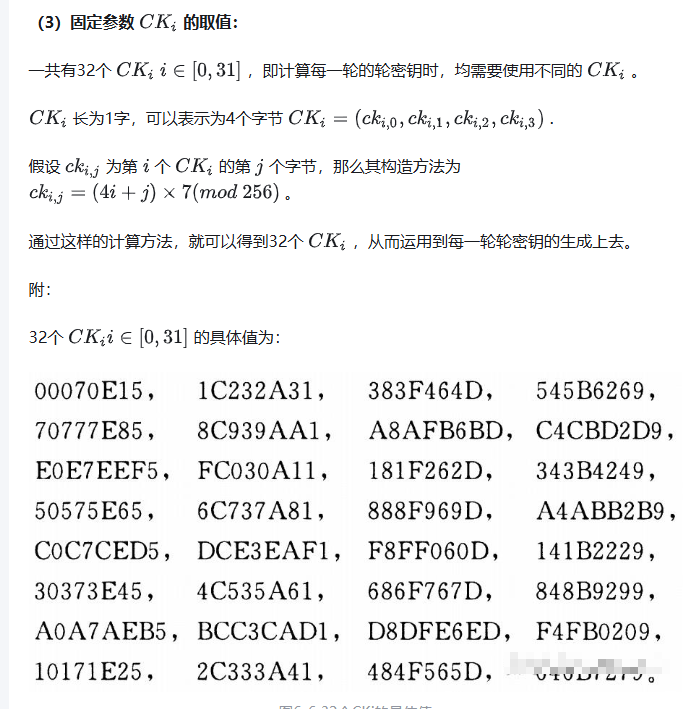 （3）固定参数 CK_i 的取值：
一共有32个 CK_i i ∈ [0, 31] ，即计算每一轮的轮密钥时，均需要使用不同的 CK_i 。
CK_i 长为1字，可以表示为4个字节 CK_i = (ck_{i,0}, ck_{i,1}, ck_{i,2}, ck_{i,3}) .
假设 ck_{i,j} 为第 i 个 CK_i 的第 j 个字节，那么其构造方法为
ck_{i,j} = (4i + j) × 7(mod 256) 。
通过这样的计算方法，就可以得到32个 CK_i ，从而运用到每一轮轮密钥的生成上去。
附：
32个 CK_i i ∈ [0, 31] 的具体值为：
00070E15， 1C232A31， 383F464D， 545B6269，
70777E85， 8C939AA1， A8AFB6BD， C4CBD2D9，
E0E7EEF5， FC030A11， 181F262D， 343B4249，
50575E65， 6C737A81， 888F969D， A4ABB2B9，
C0C7CED5， DCE3EAF1， F8FF060D， 141B2229，
30373E45， 4C535A61， 686F767D， 848B9299，
A0A7AEB5， BCC3CAD1， D8DFE6ED， F4FB0209，
10171E25， 2C333A41， 484F565D，